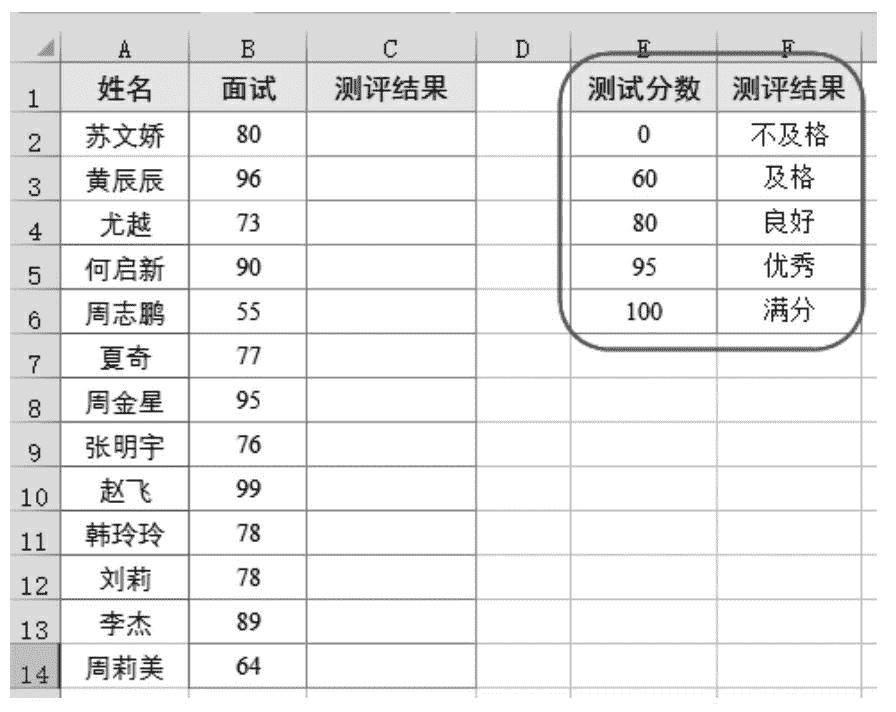 A B C D E F
1 姓名 面试 测评结果 测试分数 测评结果
2 苏文娇 80 0 不及格
3 黄辰辰 96 60 及格
4 尤越 73 80 良好
5 何启新 90 95 优秀
6 周志鹏 55 100 满分
7 夏奇 77
8 周金星 95
9 张明宇 76
10 赵飞 99
11 韩玲玲 78
12 刘莉 78
13 李杰 89
14 周莉美 64